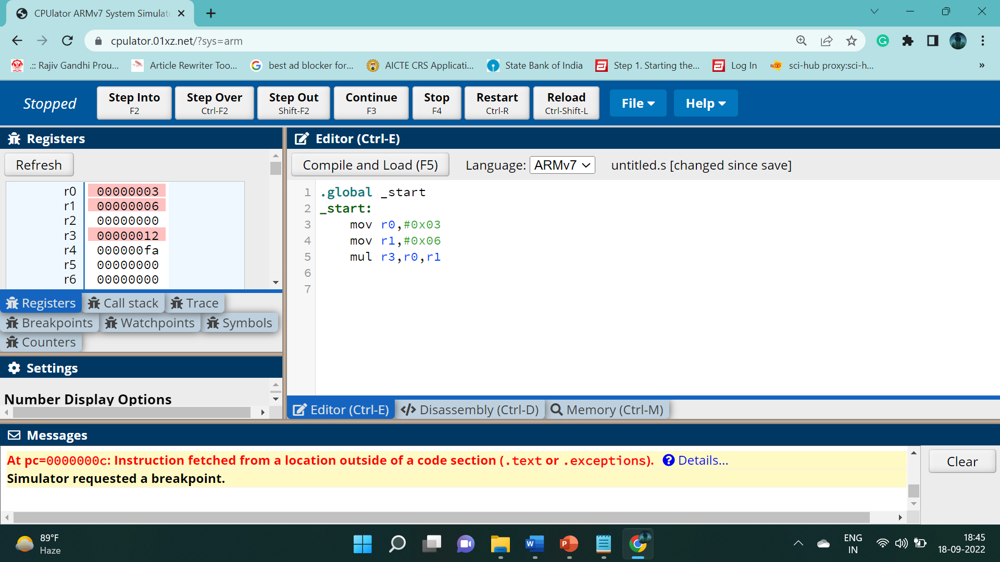 CPUlator ARMv7 System Simulato
cpulator.01xz.net/?sys=arm
.:: Rajiv Gandhi Prou...
Article Rewriter Too...
best ad blocker for...
AICTE CRS Applicati...
State Bank of India
Step 1. Starting the...
Log In
sci-hub proxy:sci-h...
»
Stopped
Step Into
F2
Step Over
Ctrl-F2
Step Out
Shift-F2
Continue
F3
Stop
F4
Restart
Ctrl-R
Reload
Ctrl-Shift-L
File
Help
Registers
Refresh
r0 00000003
r1 00000006
r2 00000000
r3 00000012
r4 000000fa
r5 00000000
r6 00000000
Registers
Call stack
Trace
Breakpoints
Watchpoints
Symbols
Counters
Settings
Number Display Options
Editor (Ctrl-E)
Compile and Load (F5)
Language: ARMv7
untitled.s [changed since save]
1 .global _start
2 _start:
3 mov r0,#0x03
4 mov r1,#0x06
5 mul r3,r0,r1
6
7
Editor (Ctrl-E)
Disassembly (Ctrl-D)
Memory (Ctrl-M)
Messages
At pc=0000000c: Instruction fetched from a location outside of a code section (.text or .exceptions). Details...
Simulator requested a breakpoint.
Clear
89°F
Haze
ENG
IN
18:45
18-09-2022